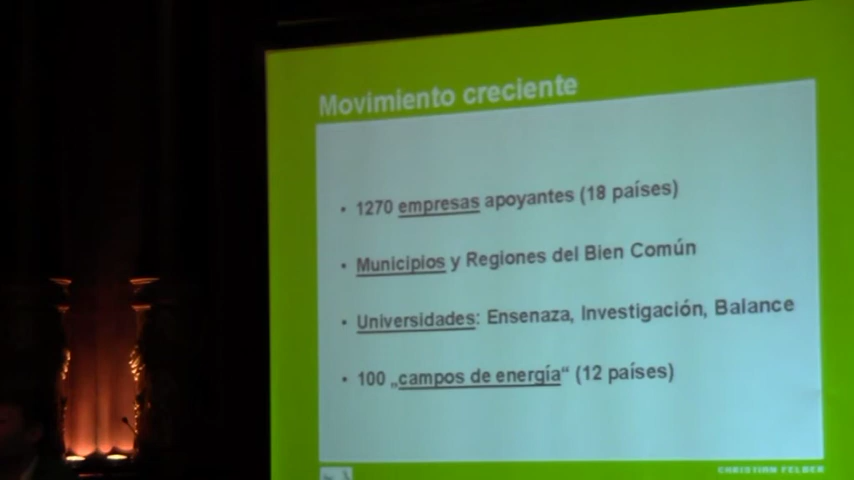 Movimiento creciente
• 1270 empresas apoyantes (18 países)
• Municipios y Regiones del Bien Común
• Universidades: Ensenaza, Investigación, Balance
• 100 „campos de energía“ (12 países)
CHRISTIAN FELBER